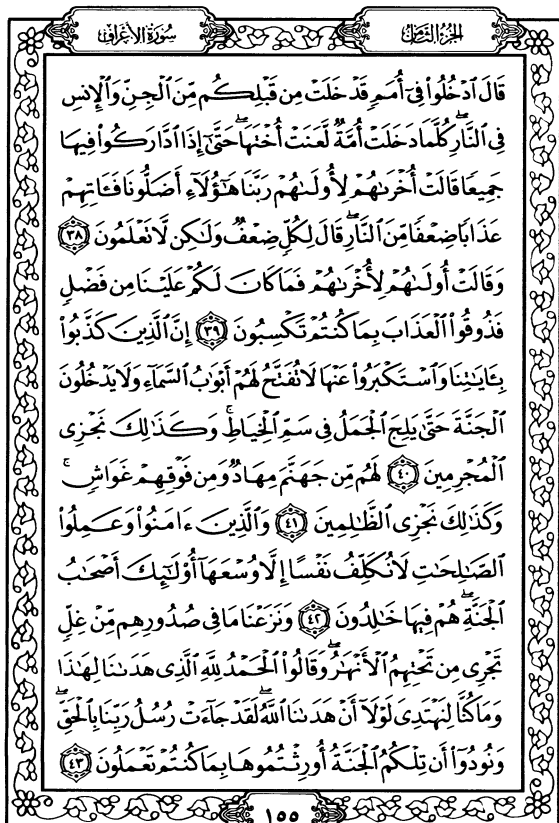 الجزء الثامن
سورة الأعراف
قَالَ ٱدْخُلُوا۟ فِىٓ أُمَمٍ قَدْ خَلَتْ مِن قَبْلِكُم مِّنَ ٱلْجِنِّ وَٱلْإِنسِ
فِى ٱلنَّارِۖ كُلَّمَا دَخَلَتْ أُمَّةٌ لَّعَنَتْ أُخْتَهَاۖ حَتَّىٰٓ إِذَا ٱدَّارَكُوا۟ فِيهَا
جَمِيعًا قَالَتْ أُخْرَىٰهُمْ لِأُولَىٰهُمْ رَبَّنَا هَٰٓؤُلَآءِ أَضَلُّونَا فَـَٔاتِهِمْ
عَذَابًا ضِعْفًا مِّنَ ٱلنَّارِۖ قَالَ لِكُلٍّ ضِعْفٌ وَلَٰكِن لَّا تَعْلَمُونَ ٣٨
وَقَالَتْ أُولَىٰهُمْ لِأُخْرَىٰهُمْ فَمَا كَانَ لَكُمْ عَلَيْنَا مِن فَضْلٍ
فَذُوقُوا۟ ٱلْعَذَابَ بِمَا كُنتُمْ تَكْسِبُونَ ٣٩ إِنَّ ٱلَّذِينَ كَذَّبُوا۟
بِـَٔايَٰتِنَا وَٱسْتَكْبَرُوا۟ عَنْهَا لَا تُفَتَّحُ لَهُمْ أَبْوَٰبُ ٱلسَّمَآءِ وَلَا يَدْخُلُونَ
ٱلْجَنَّةَ حَتَّىٰ يَلِجَ ٱلْجَمَلُ فِى سَمِّ ٱلْخِيَاطِۚ وَكَذَٰلِكَ نَجْزِى
ٱلْمُجْرِمِينَ ٤٠ لَهُم مِّن جَهَنَّمَ مِهَادٌ وَمِن فَوْقِهِمْ غَوَاشٍۚ
وَكَذَٰلِكَ نَجْزِى ٱلظَّٰلِمِينَ ٤١ وَٱلَّذِينَ ءَامَنُوا۟ وَعَمِلُوا۟
ٱلصَّٰلِحَٰتِ لَا نُكَلِّفُ نَفْسًا إِلَّا وُسْعَهَآ أُو۟لَٰٓئِكَ أَصْحَٰبُ
ٱلْجَنَّةِۖ هُمْ فِيهَا خَٰلِدُونَ ٤٢ وَنَزَعْنَا مَا فِى صُدُورِهِم مِّنْ غِلٍّ
تَجْرِى مِن تَحْتِهِمُ ٱلْأَنْهَٰرُۖ وَقَالُوا۟ ٱلْحَمْدُ لِلَّهِ ٱلَّذِى هَدَىٰنَا لِهَٰذَا
وَمَا كُنَّا لِنَهْتَدِىَ لَوْلَآ أَنْ هَدَىٰنَا ٱللَّهُۖ لَقَدْ جَآءَتْ رُسُلُ رَبِّنَا بِٱلْحَقِّۖ
وَنُودُوٓا۟ أَن تِلْكُمُ ٱلْجَنَّةُ أُورِثْتُمُوهَا بِمَا كُنتُمْ تَعْمَلُونَ ٤٣
١٥٥